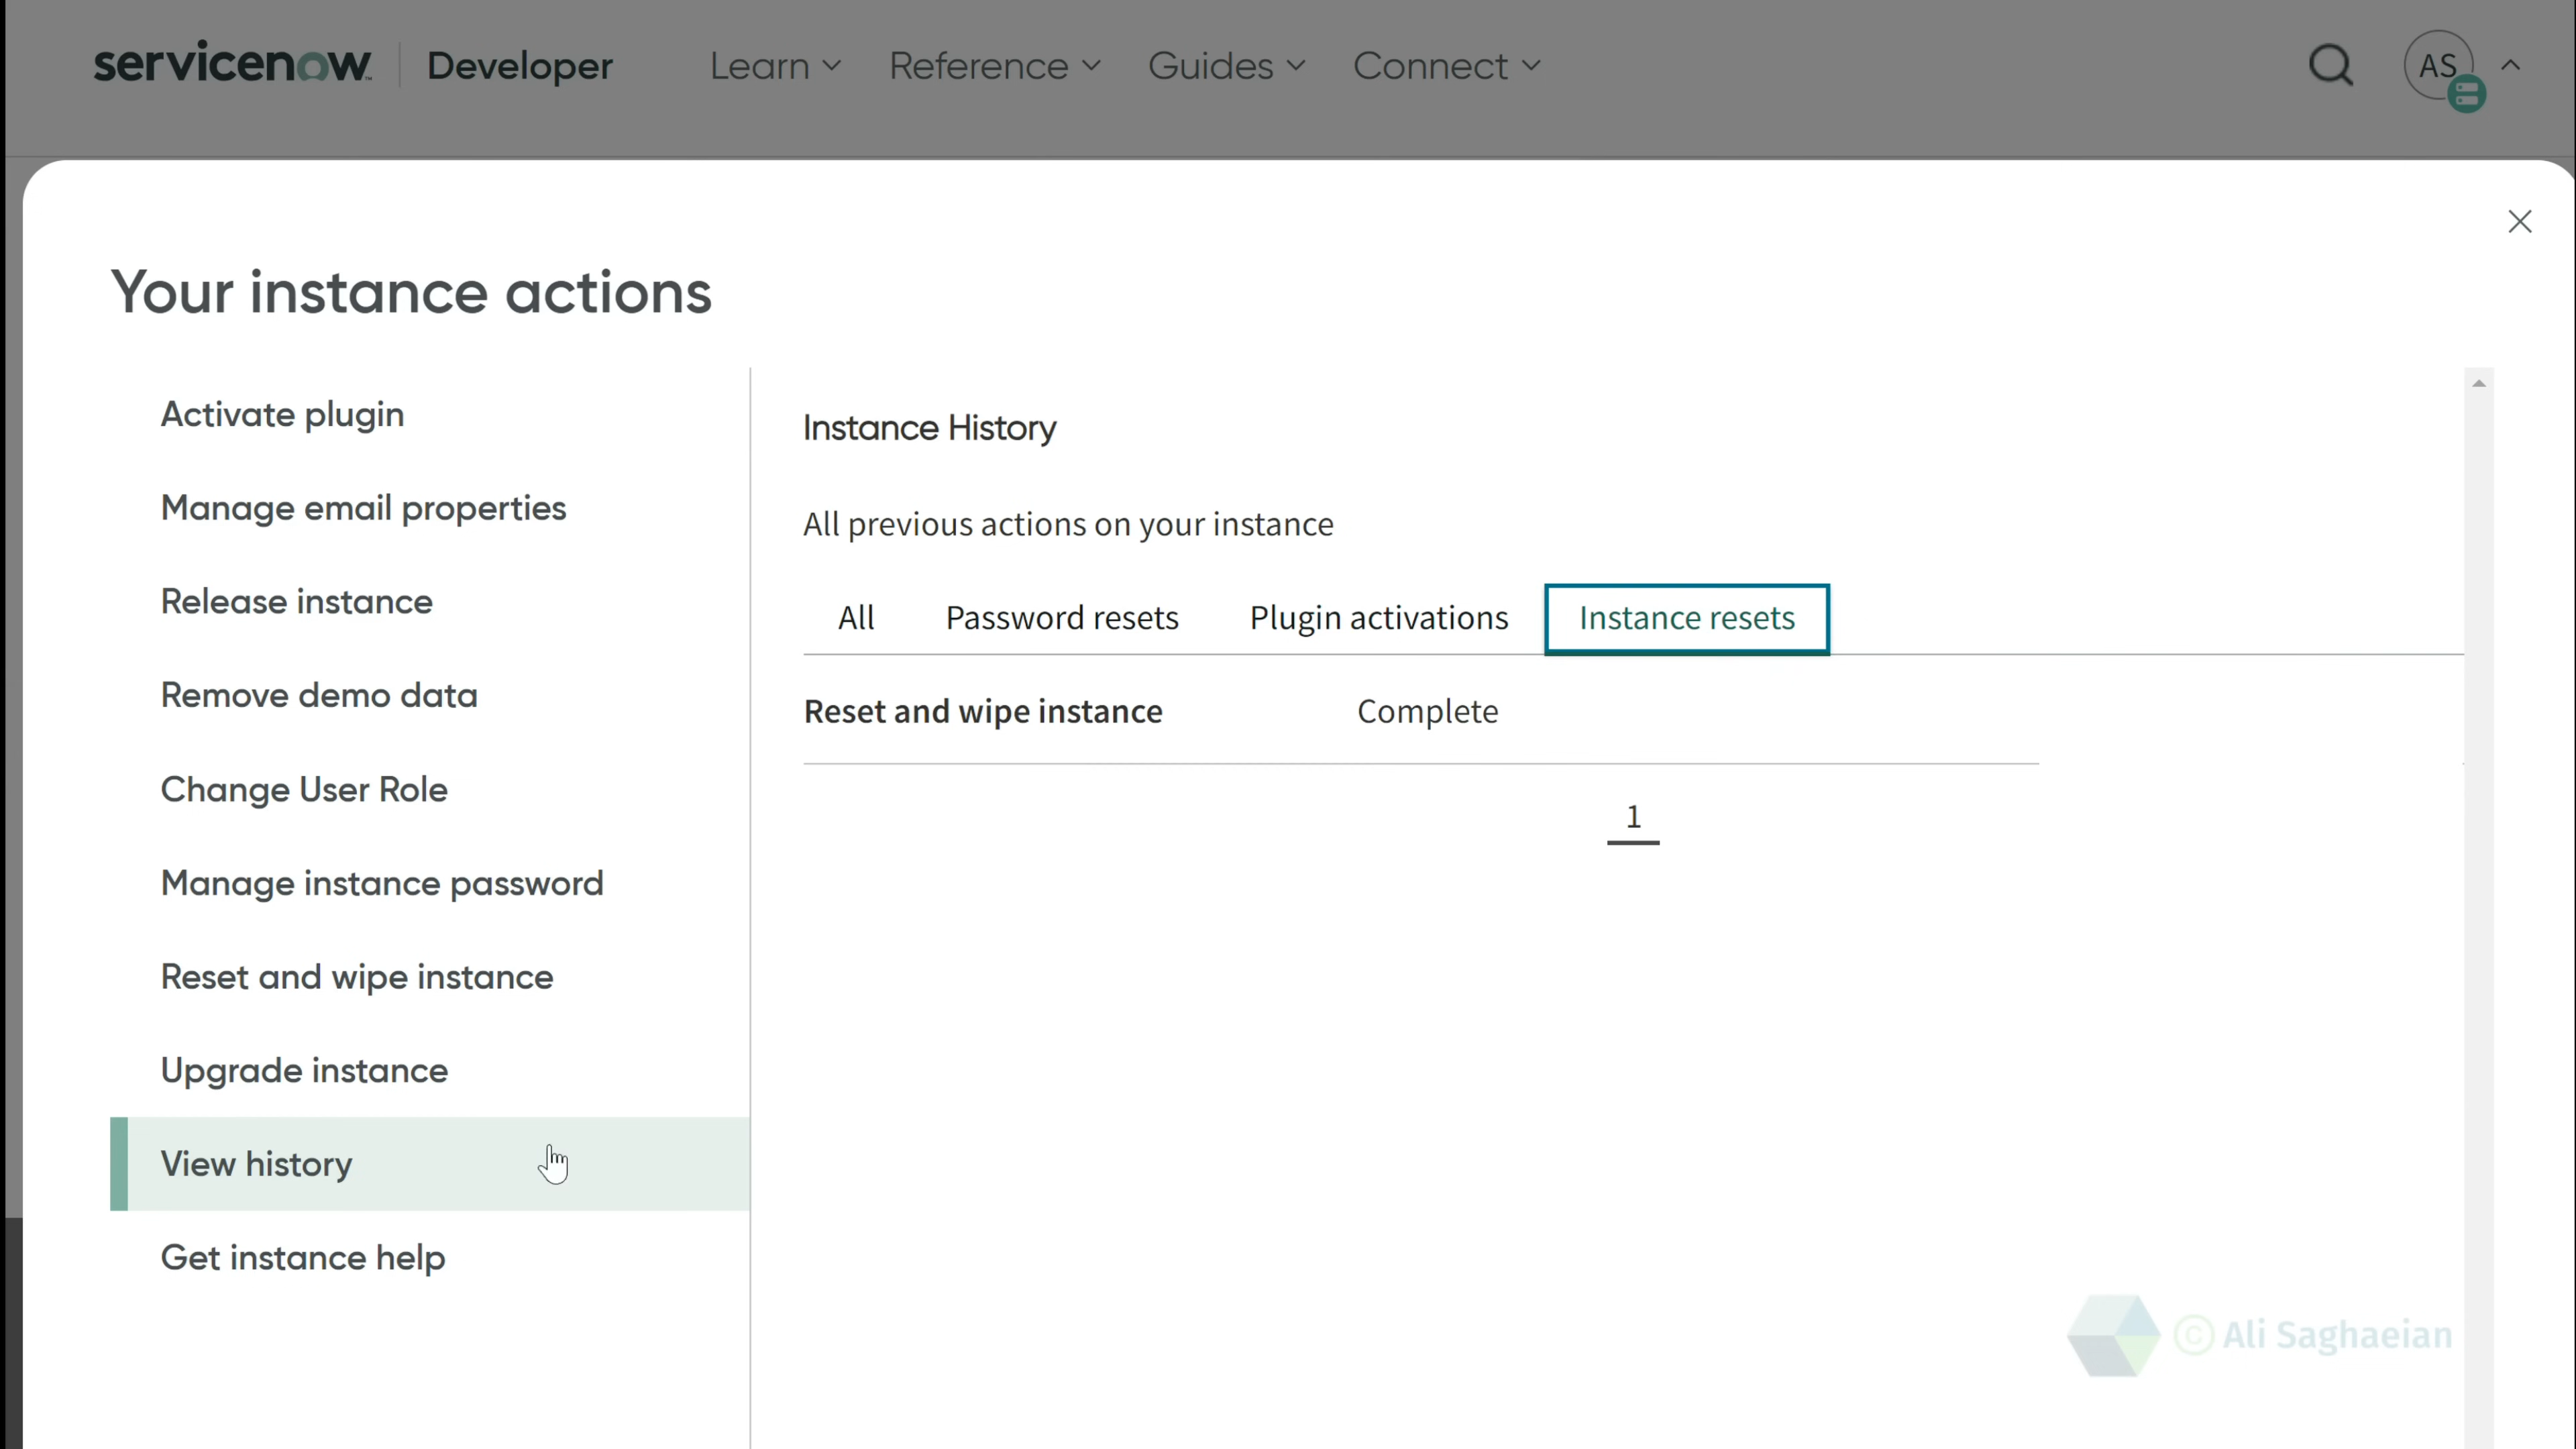 servicenow Developer Learn Reference Guides Connect AS
Your instance actions
Activate plugin
Manage email properties
Release instance
Remove demo data
Change User Role
Manage instance password
Reset and wipe instance
Upgrade instance
View history
Get instance help
Instance History
All previous actions on your instance
All Password resets Plugin activations Instance resets
Reset and wipe instance Complete
1
© Ali Saghaeian